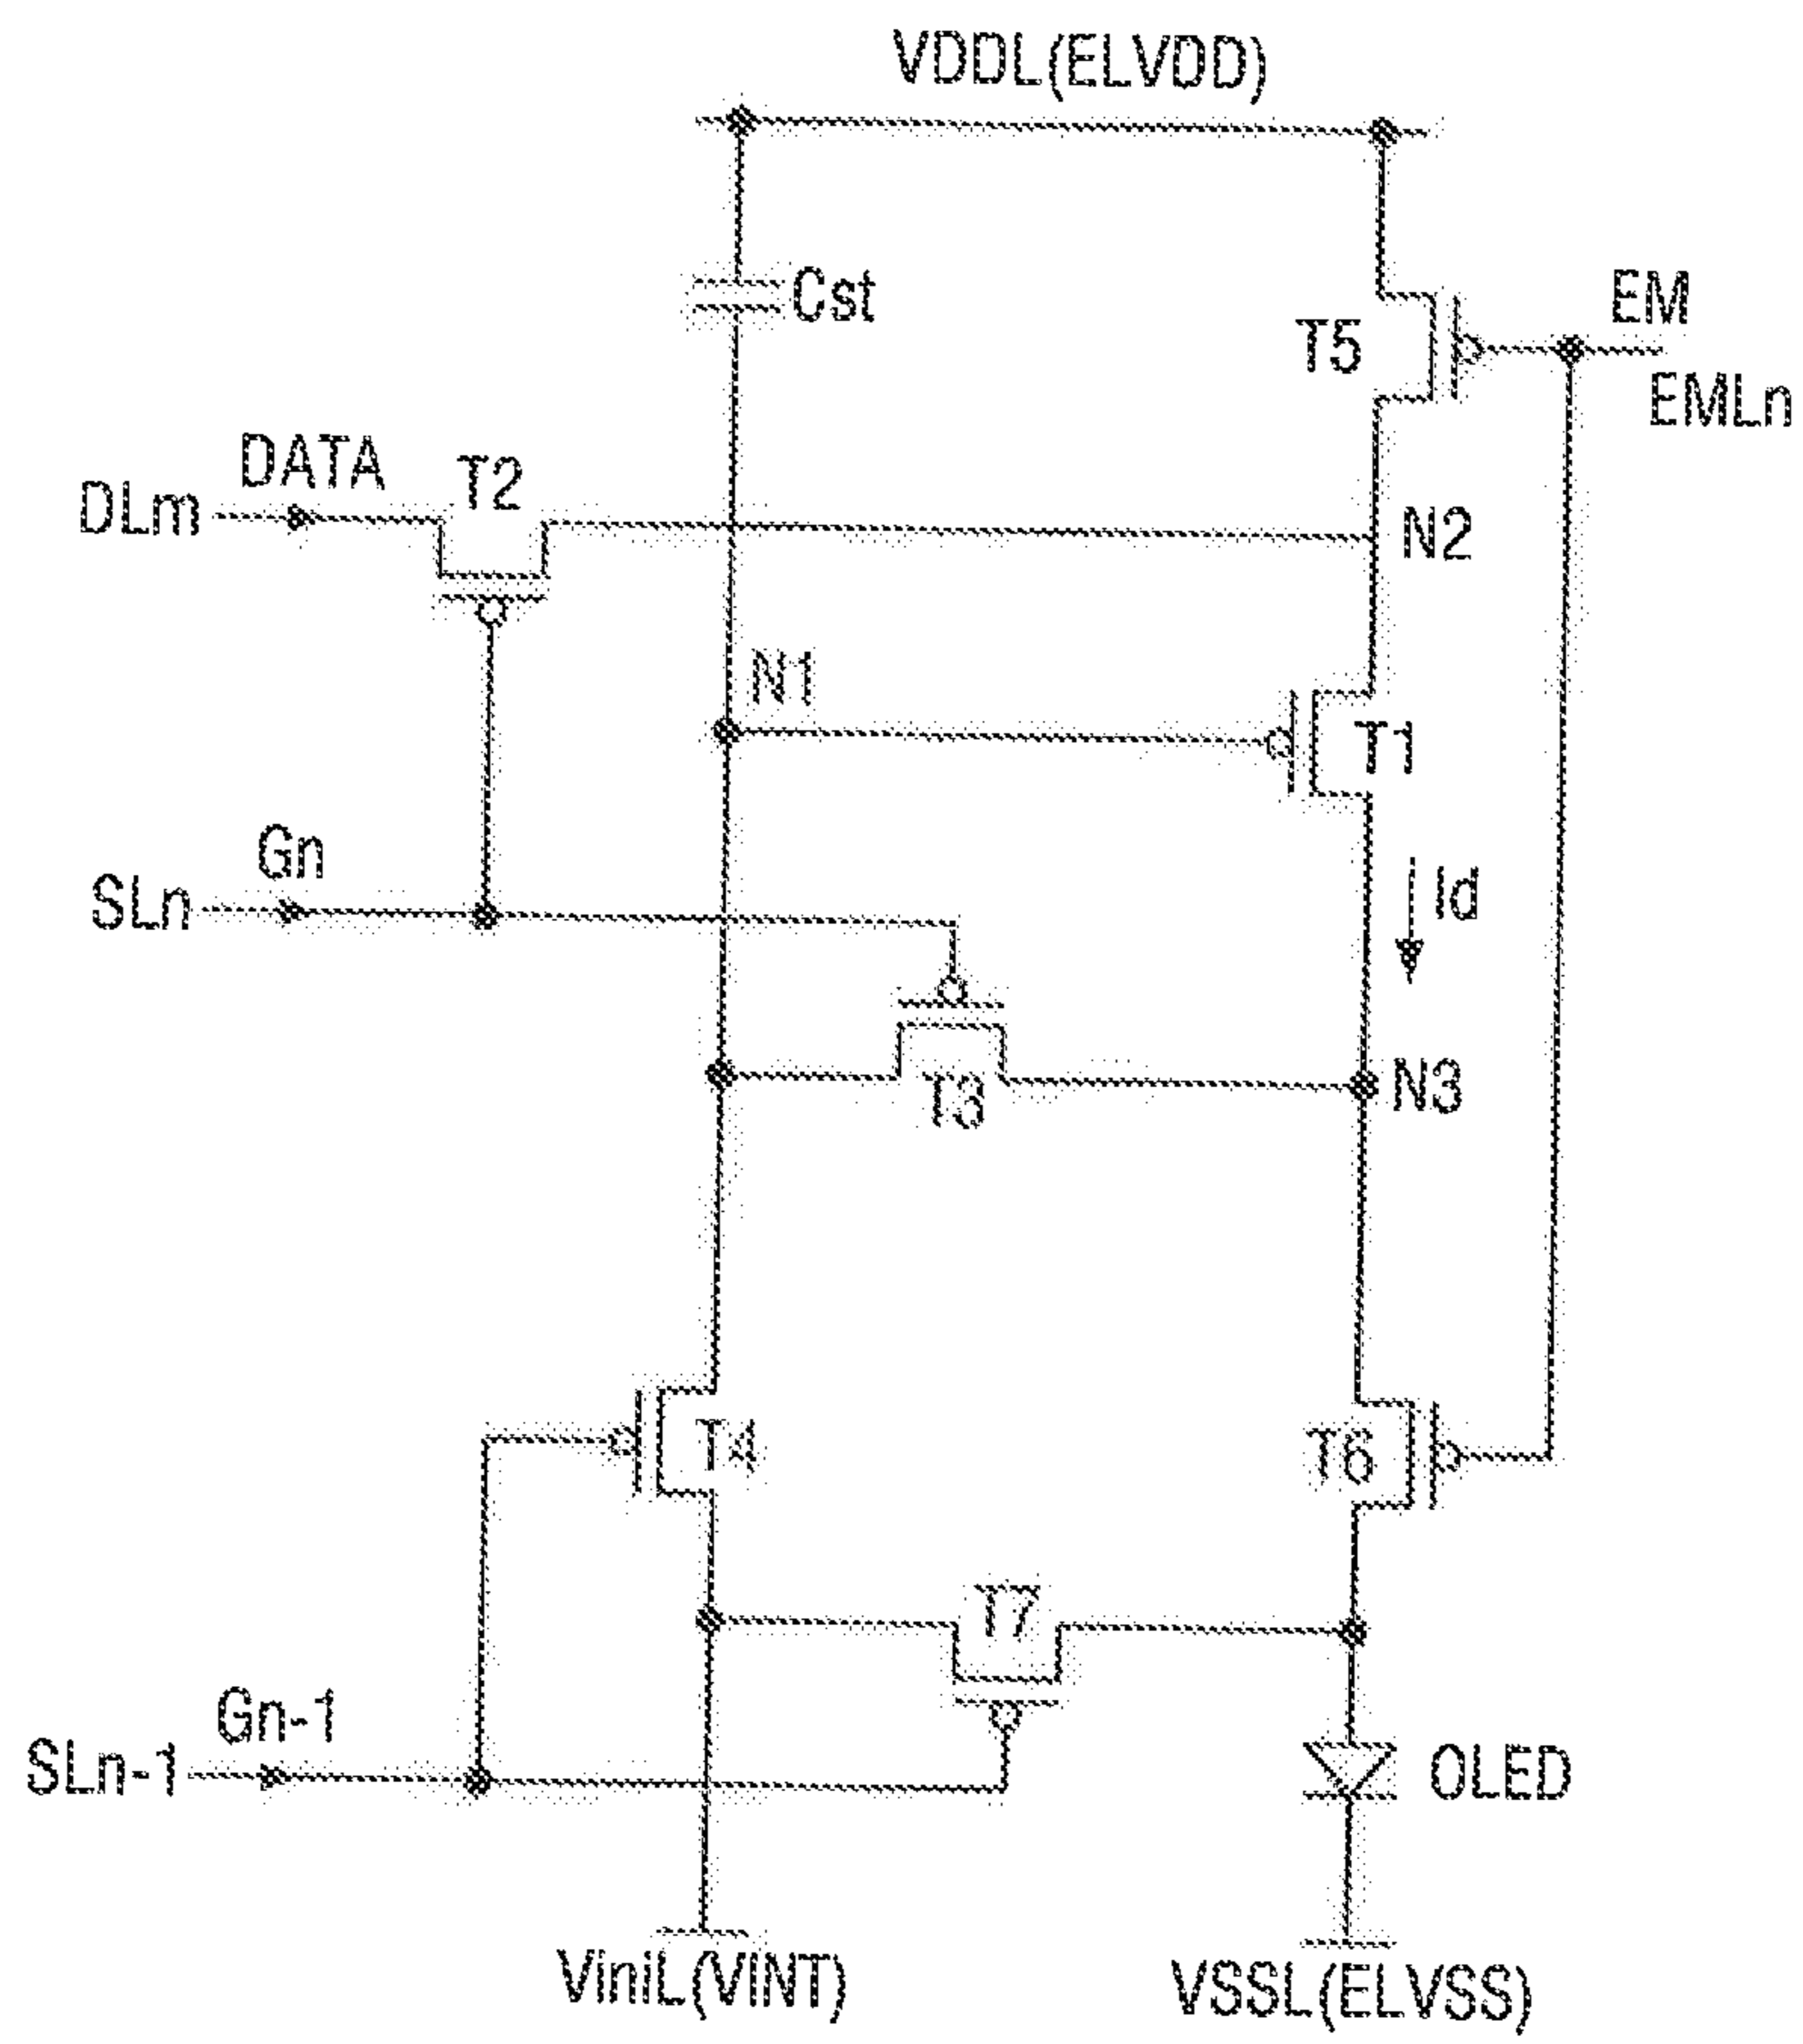 VDDL(ELVDD)
Cst
EM
T5
EMLn
DATA
T2
DLm
N2
N1
T1
Gn
Id
SLn
N3
T3
T4
T6
T7
Gn-1
SLn-1
OLED
ViniL(VINT)
VSSL(ELVSS)